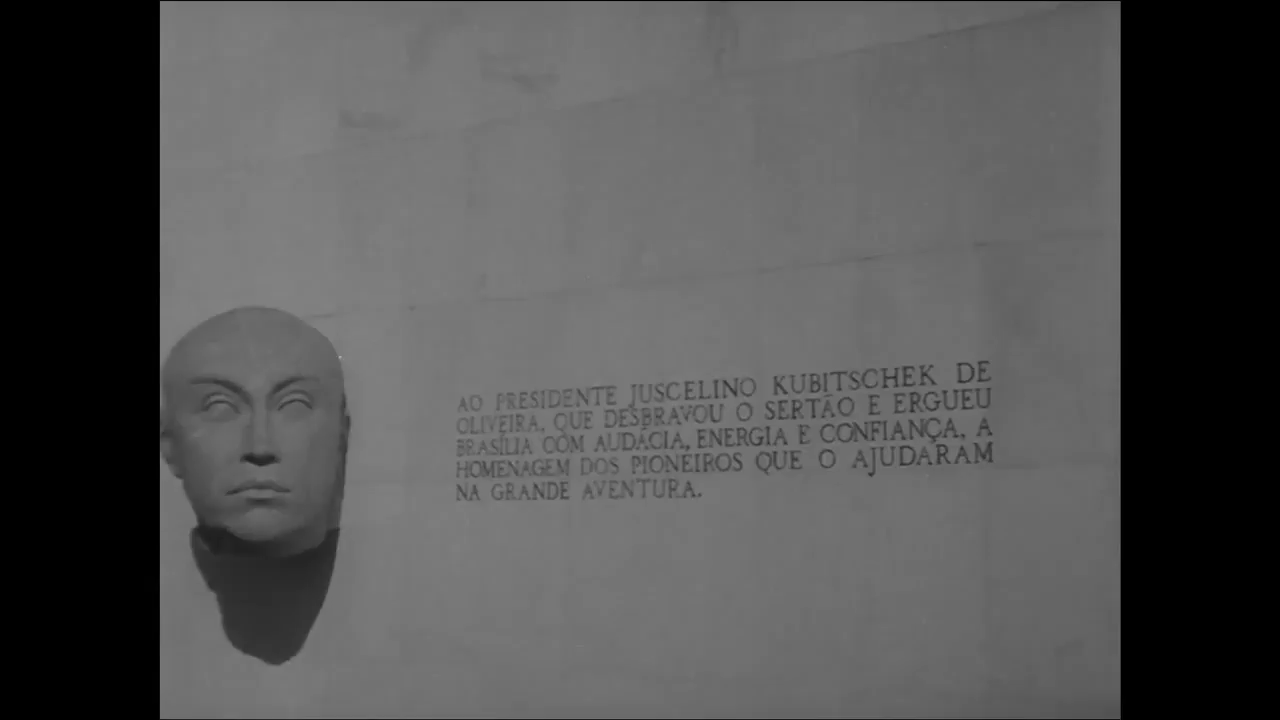 AO PRESIDENTE JUSCELINO KUBITSCHEK DE
OLIVEIRA, QUE DESBRAVOU O SERTÃO E ERGUEU
BRASÍLIA COM AUDÁCIA, ENERGIA E CONFIANÇA, A
HOMENAGEM DOS PIONEIROS QUE O AJUDARAM
NA GRANDE AVENTURA.